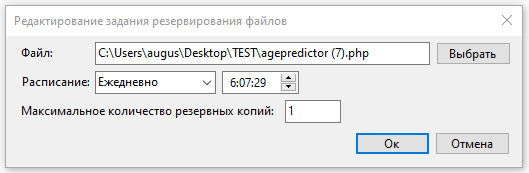 Редактирование задания резервирования файлов
Файл: C:\Users\augus\Desktop\TEST\agepredictor (7).php Выбрать
Расписание: Ежедневно 6:07:29
Максимальное количество резервных копий: 1
Ок Отмена